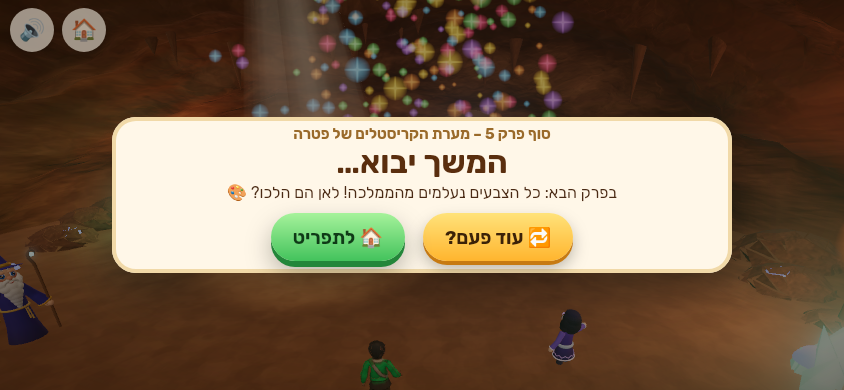 סוף פרק 5 – מערת הקריסטלים של פטרה
המשך יבוא...
בפרק הבא: כל הצבעים נעלמים מהממלכה! לאן הם הלכו? 🎨
🔁 עוד פעם?
🏠 לתפריט